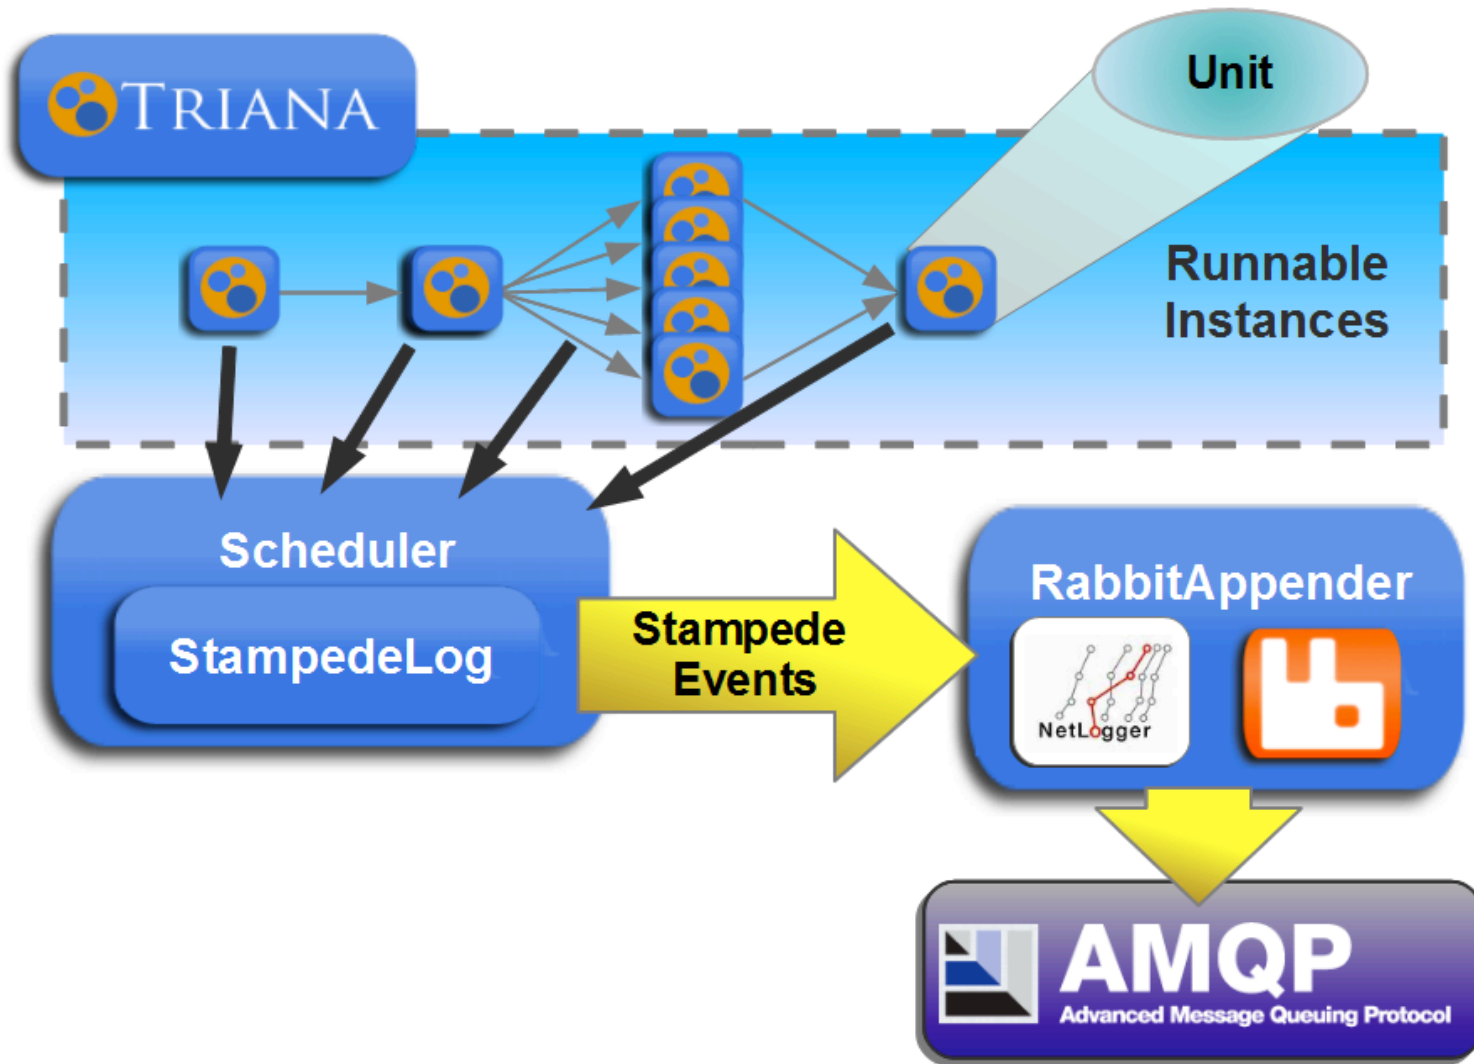 TRIANA
Unit
Runnable
Instances
Scheduler
StampedeLog
Stampede
Events
RabbitAppender
NetLogger
AMQP
Advanced Message Queuing Protocol